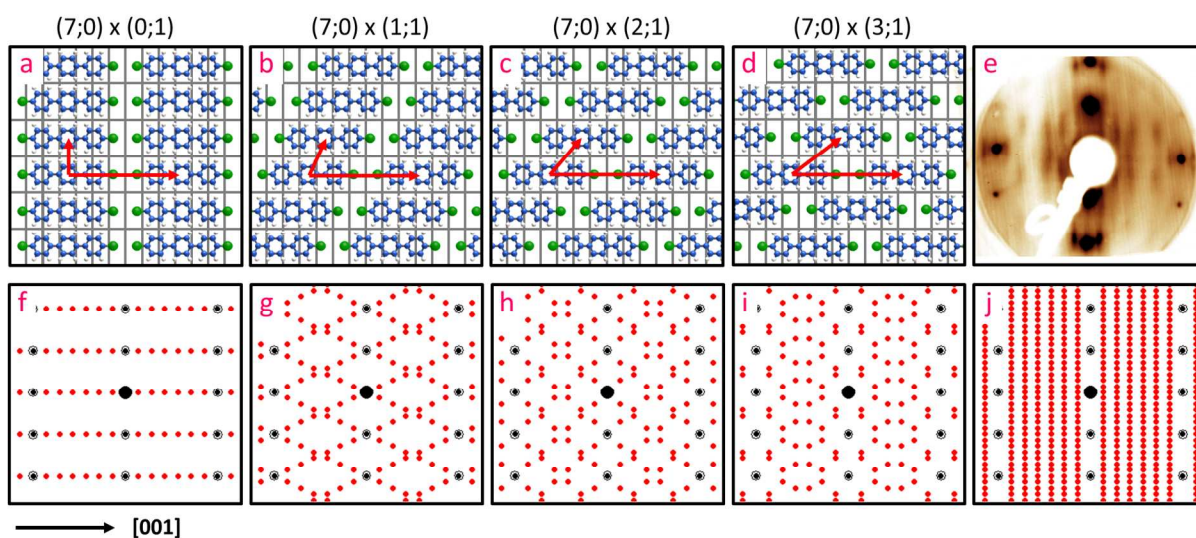 (7;0) x (0;1) (7;0) x (1;1) (7;0) x (2;1) (7;0) x (3;1)
a b c d e
f g h i j
[001]